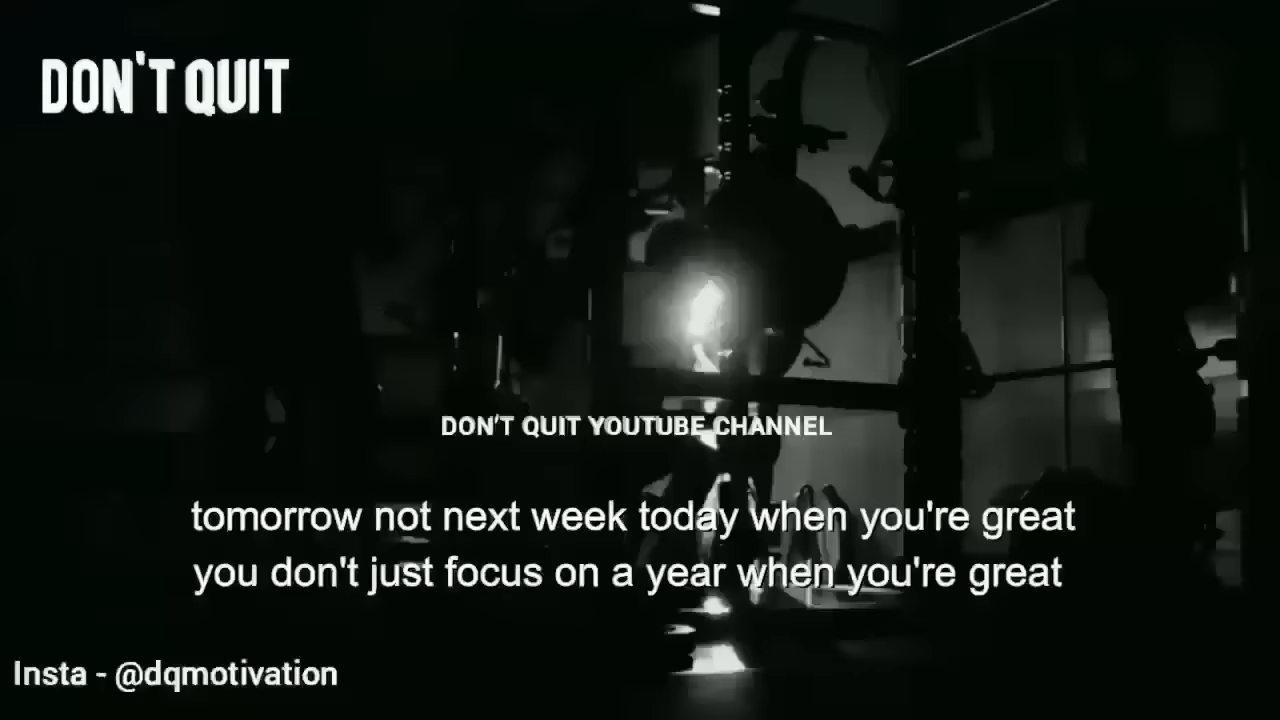 DON'T QUIT
DON'T QUIT YOUTUBE CHANNEL
tomorrow not next week today when you're great
you don't just focus on a year when you're great
Insta - @dqmotivation